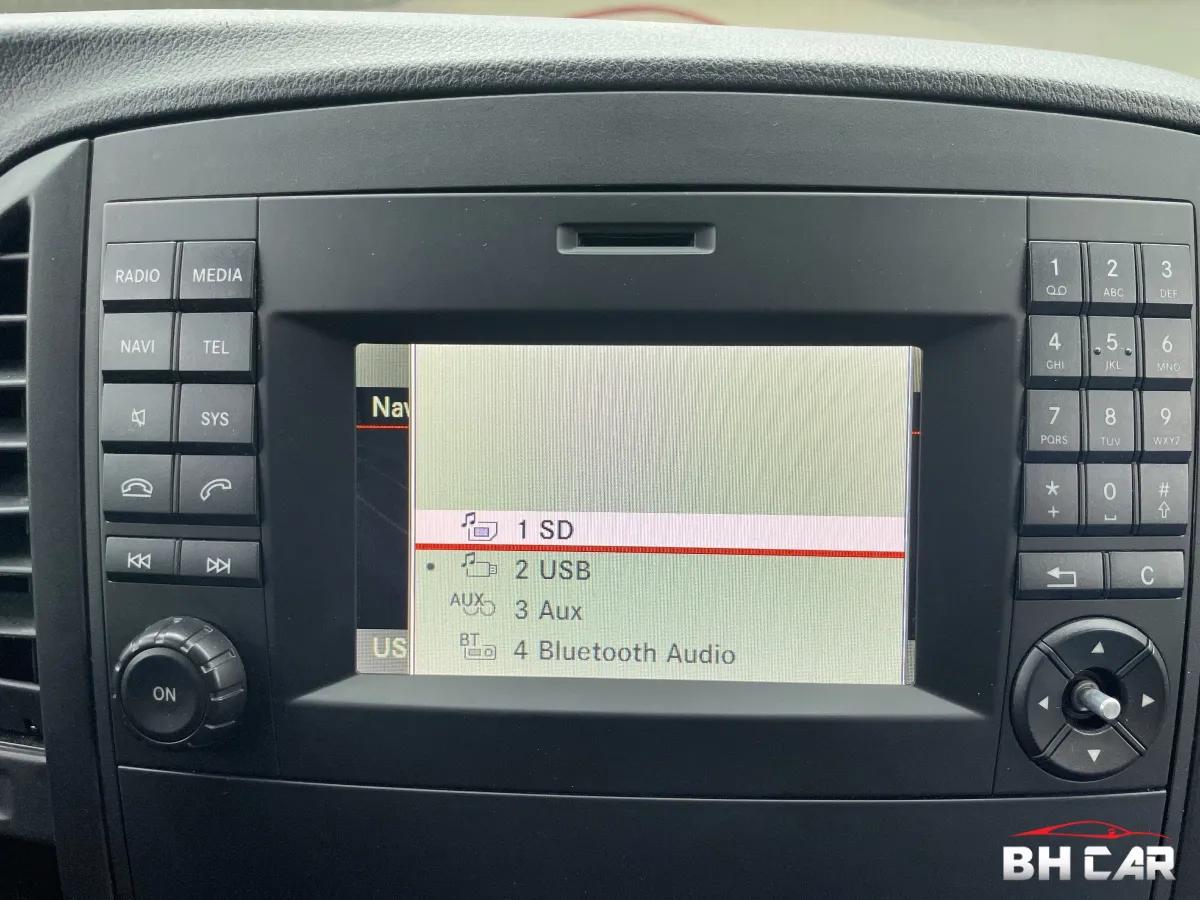 RADIO MEDIA
NAVI TEL
SYS
ON
Nav
US
1 SD
2 USB
AUX 3 Aux
BT 4 Bluetooth Audio
1 2 3
ABC DEF
4 5 6
GHI JKL MNO
7 8 9
PQRS TUV WXYZ
* 0 #
+
C
BH CAR